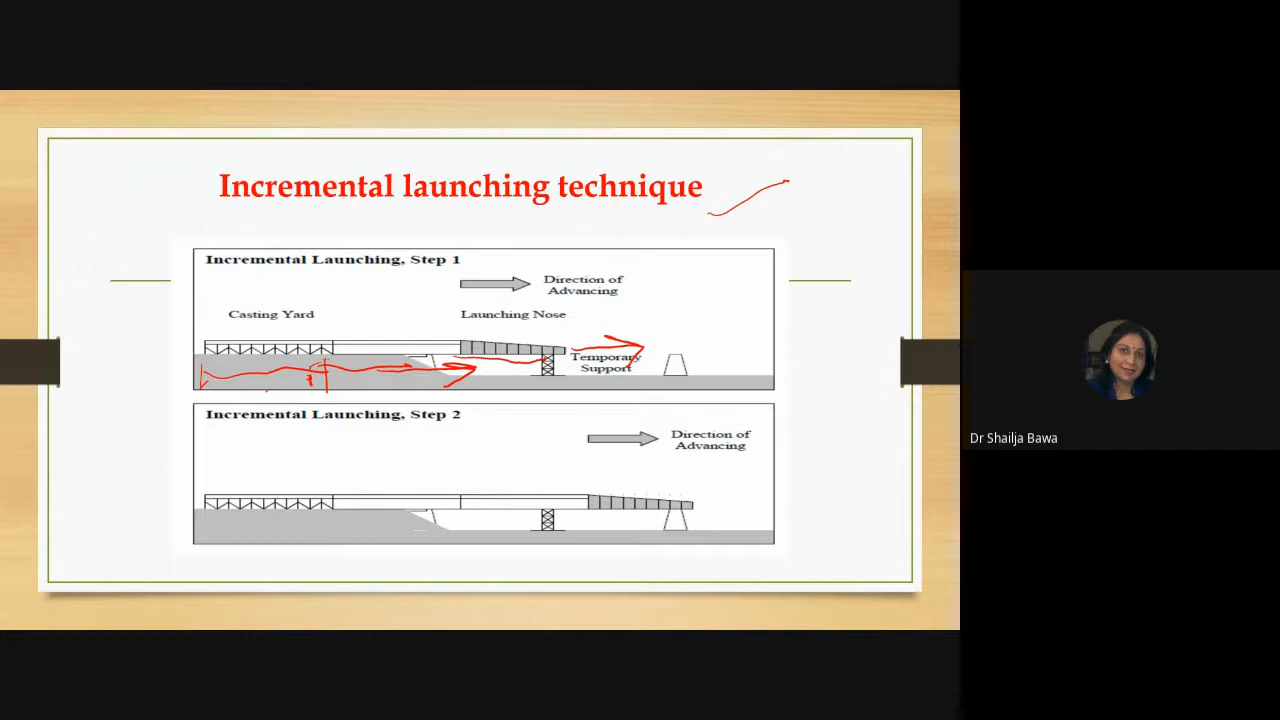 Incremental launching technique
Incremental Launching, Step 1
Direction of
Advancing
Casting Yard
Launching Nose
Temporary
Support
Incremental Launching, Step 2
Direction of
Advancing
Dr Shailja Bawa